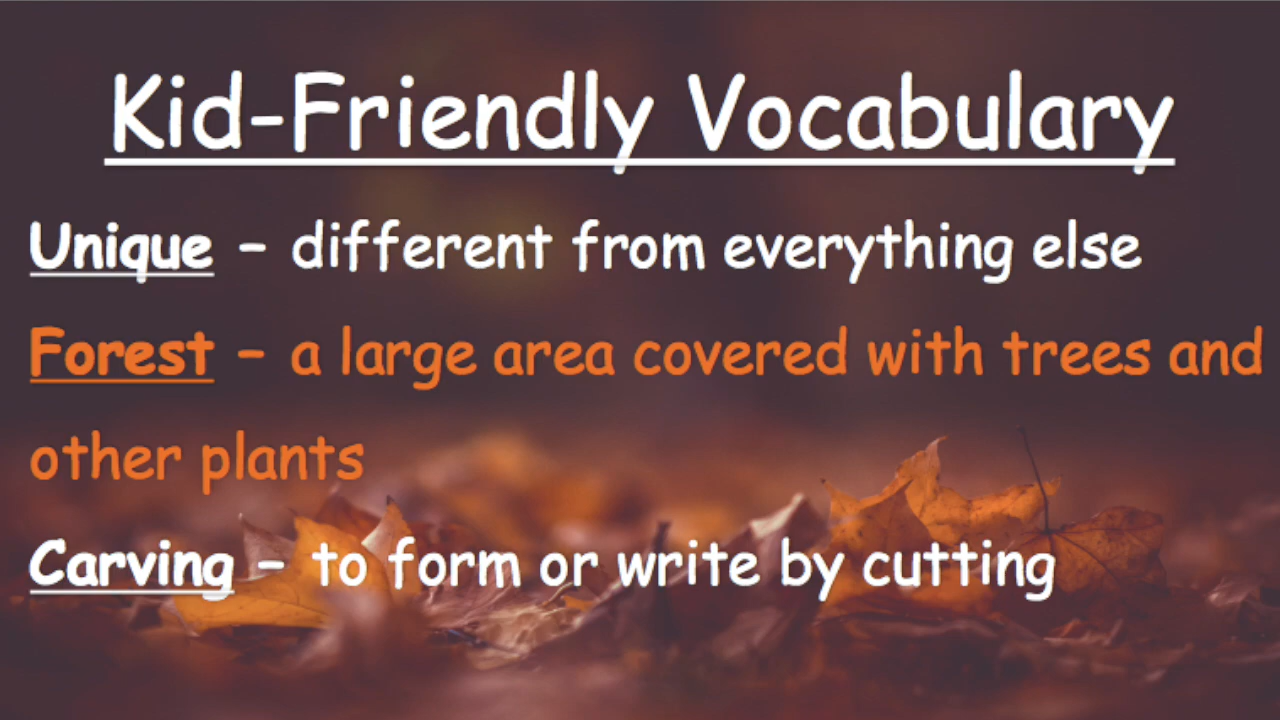 Kid-Friendly Vocabulary
Unique - different from everything else
Forest - a large area covered with trees and
other plants
Carving - to form or write by cutting